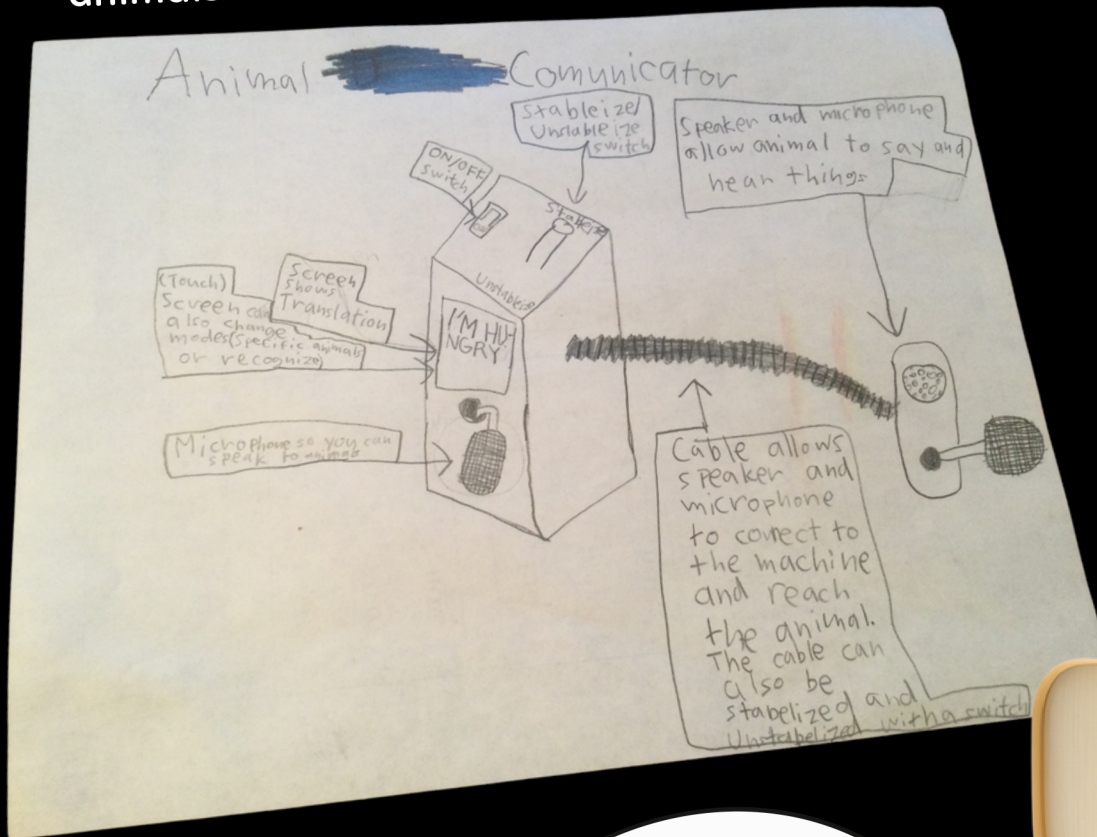 Animal Comunicator
Stableize/
Unstableize
switch
Speaker and microphone
allow animal to say and
hear things
ON/OFF
Switch
Stableize
Unstableize
(Touch)
Screen can
also change
modes(specific animals
or recognize)
Screen
shows
Translation
I'M HU
NGRY
Microphone so you can
speak to animals
Cable allows
speaker and
microphone
to conect to
the machine
and reach
the animal.
The cable can
also be
stabelized and
Unstabelized with a switch